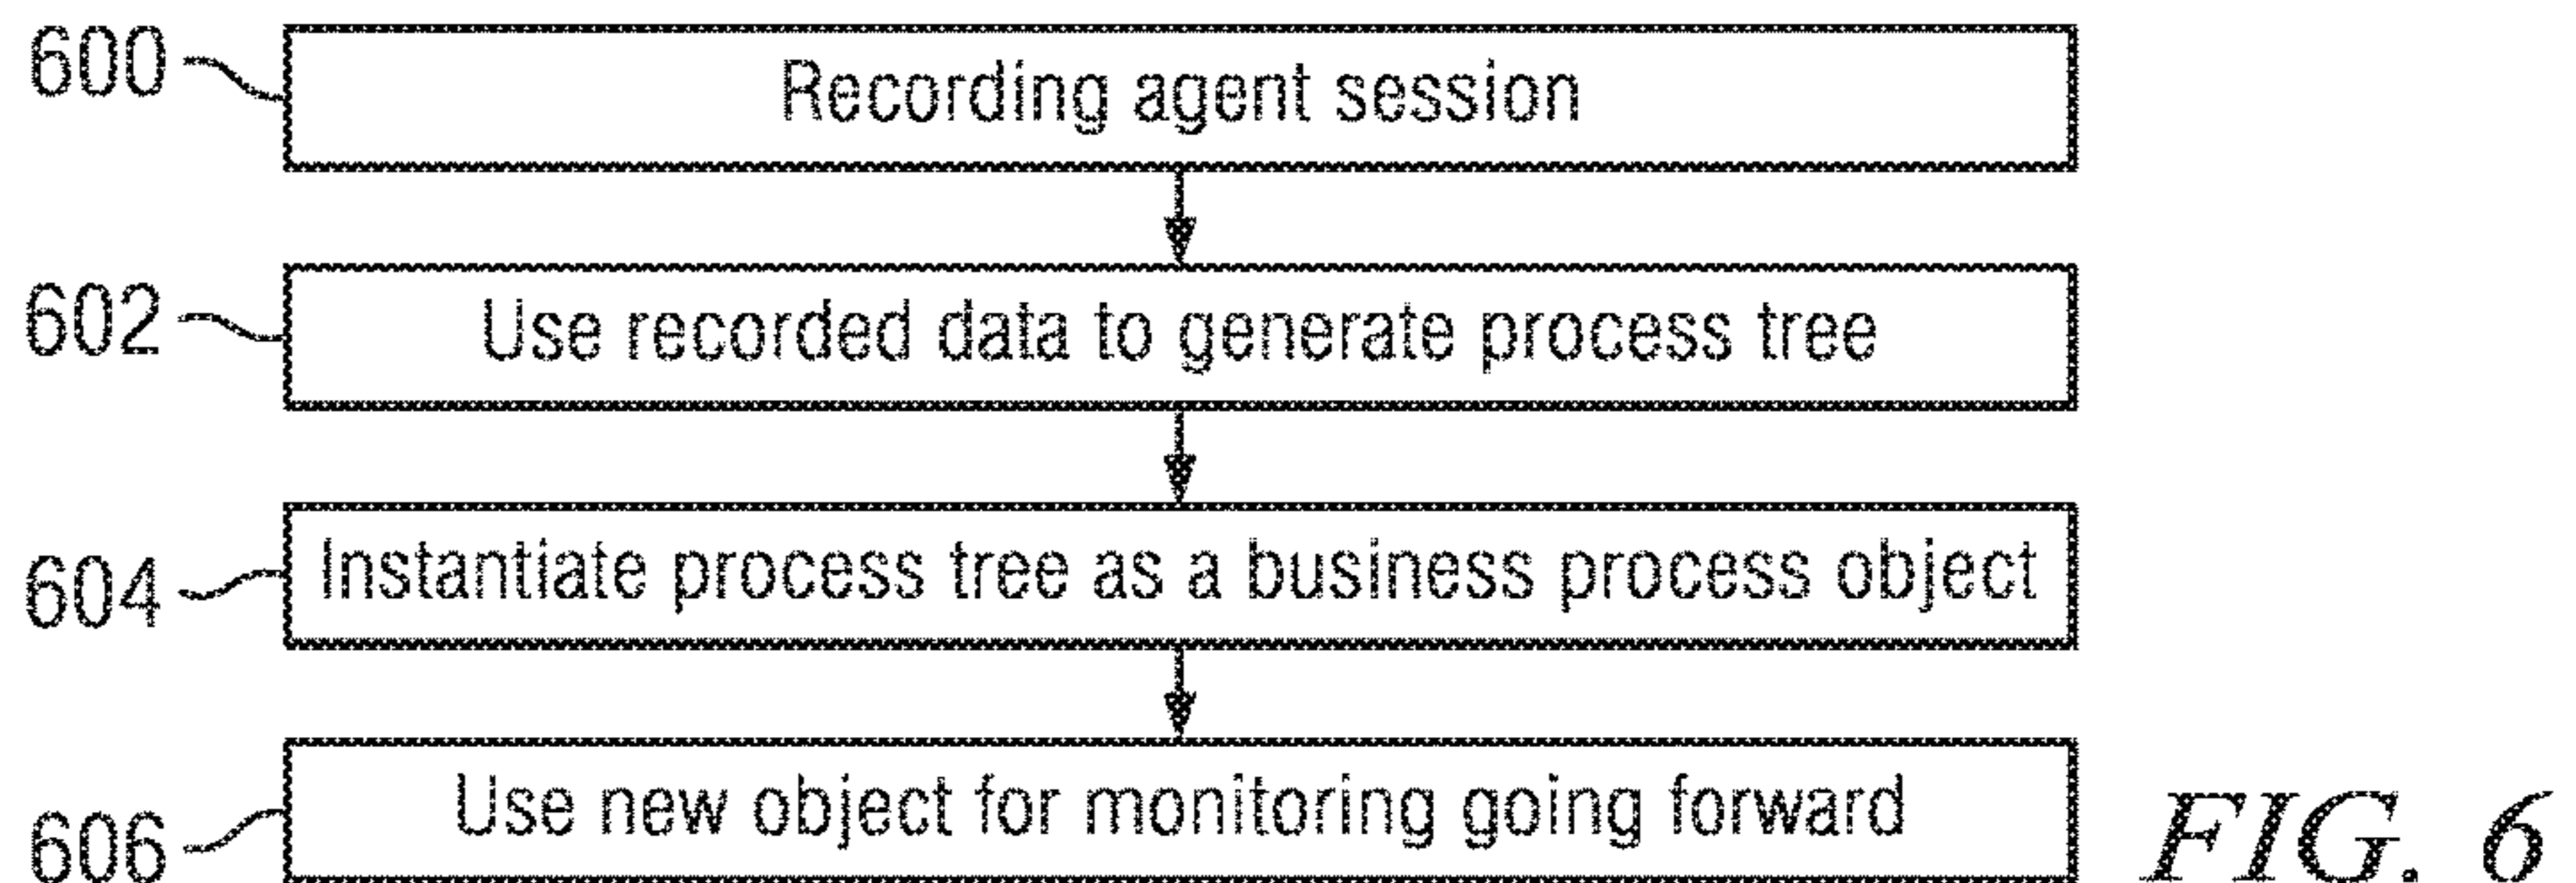 600 Recording agent session
602 Use recorded data to generate process tree
604 Instantiate process tree as a business process object
606 Use new object for monitoring going forward
FIG. 6